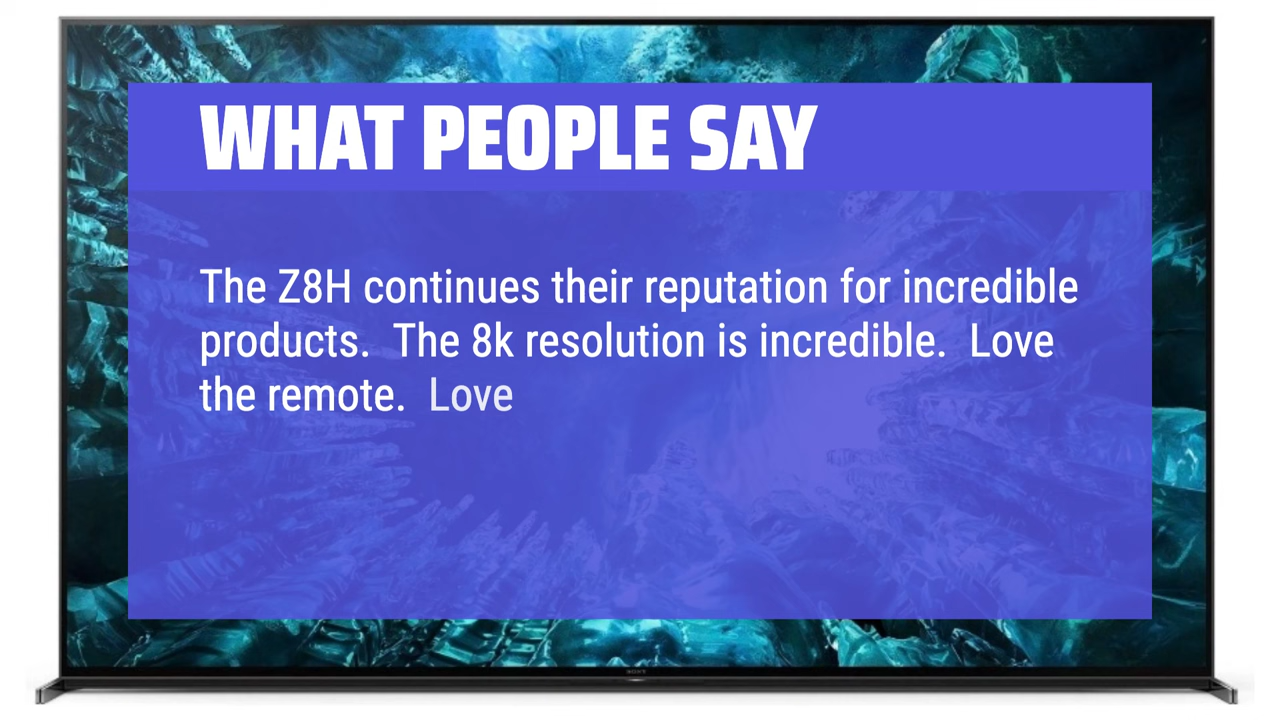 WHAT PEOPLE SAY
The Z8H continues their reputation for incredible
products.  The 8k resolution is incredible.  Love
the remote.  Love
SONY